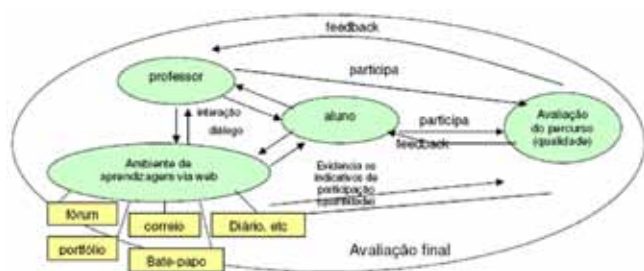 feedback
professor
participa
interação
diálogo
aluno
participa
feedback
Avaliação
do percurso
(qualidade)
Ambiente de
aprendizagem via web
Evidencia os
indicativos de
participação
(quantidade)
fórum
correio
Diário, etc
portfólio
Bate-papo
Avaliação final